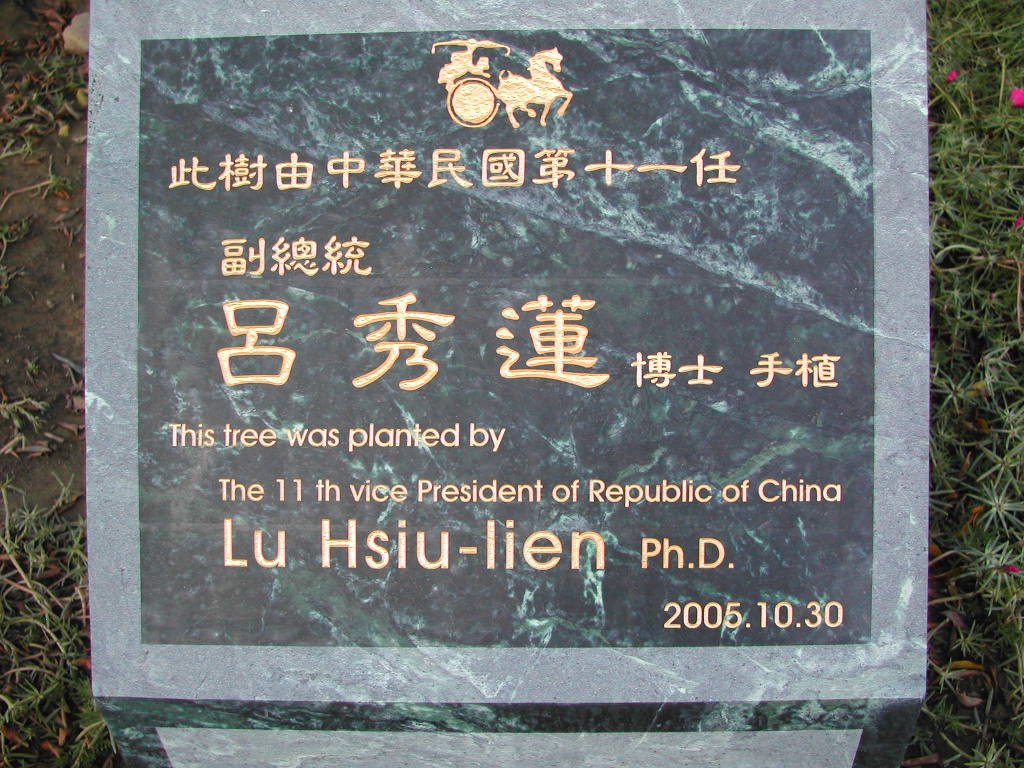 此樹由中華民國第十一任
副總統
呂秀蓮 博士 手植
This tree was planted by
The 11 th vice President of Republic of China
Lu Hsiu-lien Ph.D.
2005.10.30